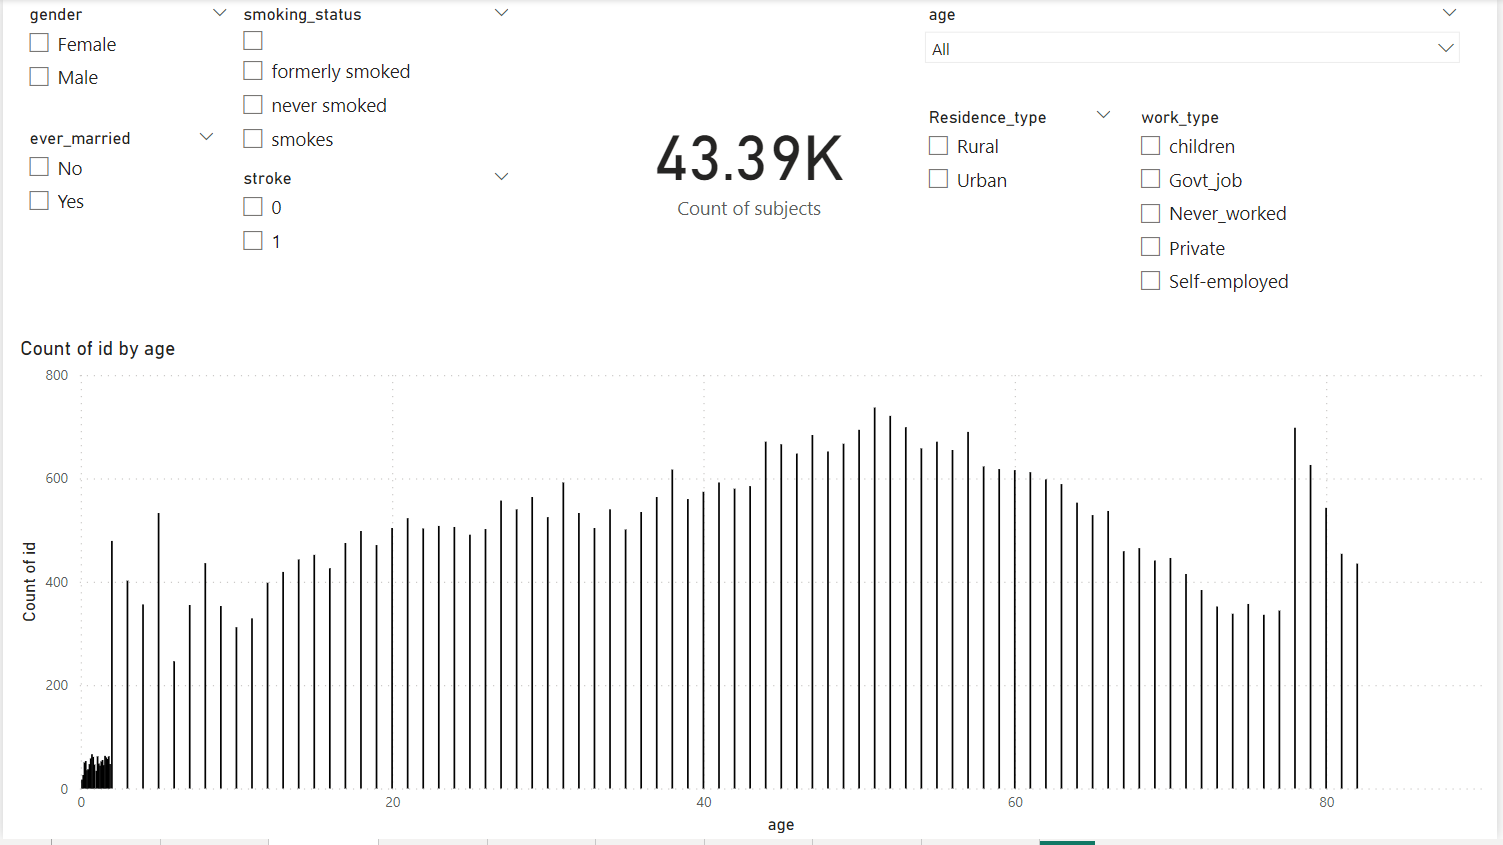 gender
Female
Male
ever_married
No
Yes
smoking_status
formerly smoked
never smoked
smokes
stroke
0
1
43.39K
Count of subjects
age
All
Residence_type
Rural
Urban
work_type
children
Govt_job
Never_worked
Private
Self-employed
Count of id by age
Count of id
800
600
400
200
0
0 20 40 60 80
age